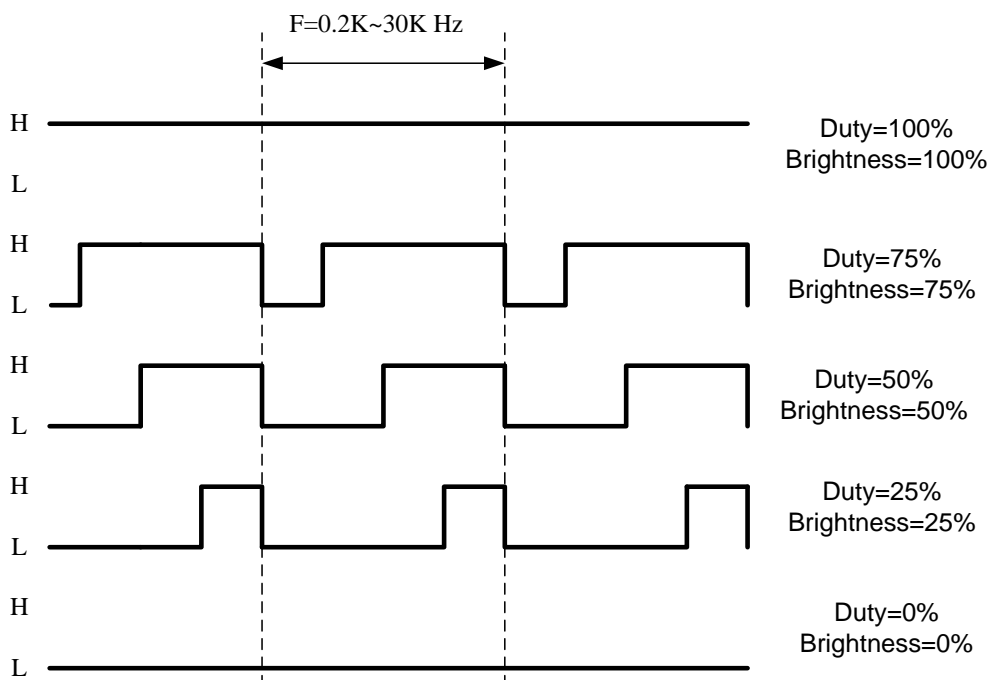 F=0.2K~30K Hz
H
Duty=100%
Brightness=100%
L
H
Duty=75%
Brightness=75%
L
H
Duty=50%
Brightness=50%
L
H
Duty=25%
Brightness=25%
L
H
Duty=0%
Brightness=0%
L